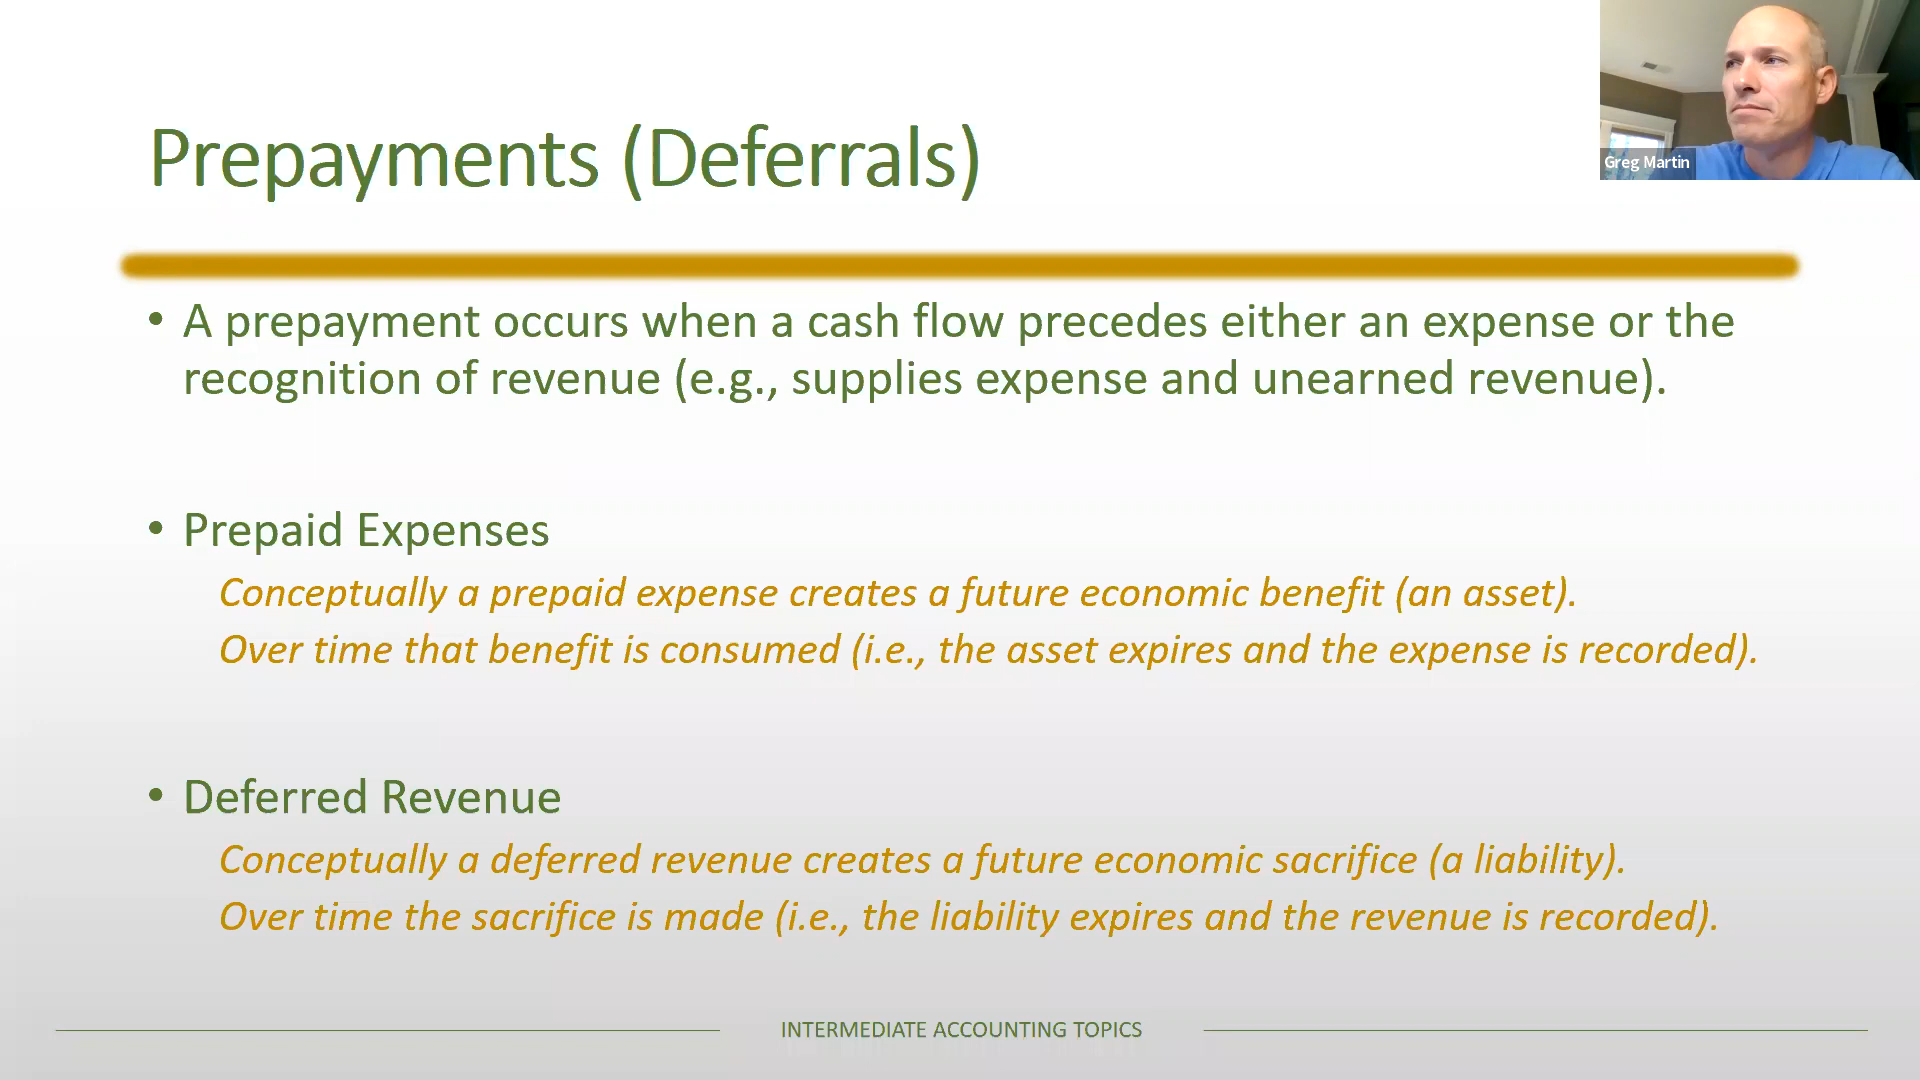 Prepayments (Deferrals)
Greg Martin
• A prepayment occurs when a cash flow precedes either an expense or the
recognition of revenue (e.g., supplies expense and unearned revenue).
• Prepaid Expenses
Conceptually a prepaid expense creates a future economic benefit (an asset).
Over time that benefit is consumed (i.e., the asset expires and the expense is recorded).
• Deferred Revenue
Conceptually a deferred revenue creates a future economic sacrifice (a liability).
Over time the sacrifice is made (i.e., the liability expires and the revenue is recorded).
INTERMEDIATE ACCOUNTING TOPICS